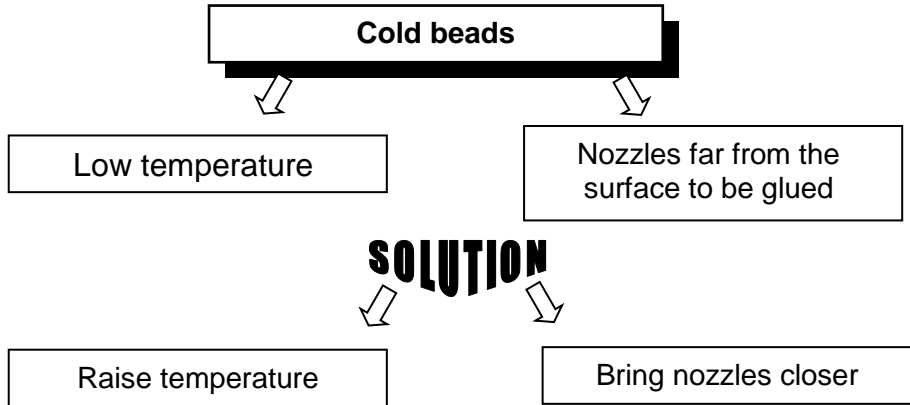 Cold beads
Low temperature
Nozzles far from the
surface to be glued
SOLUTION
Raise temperature
Bring nozzles closer